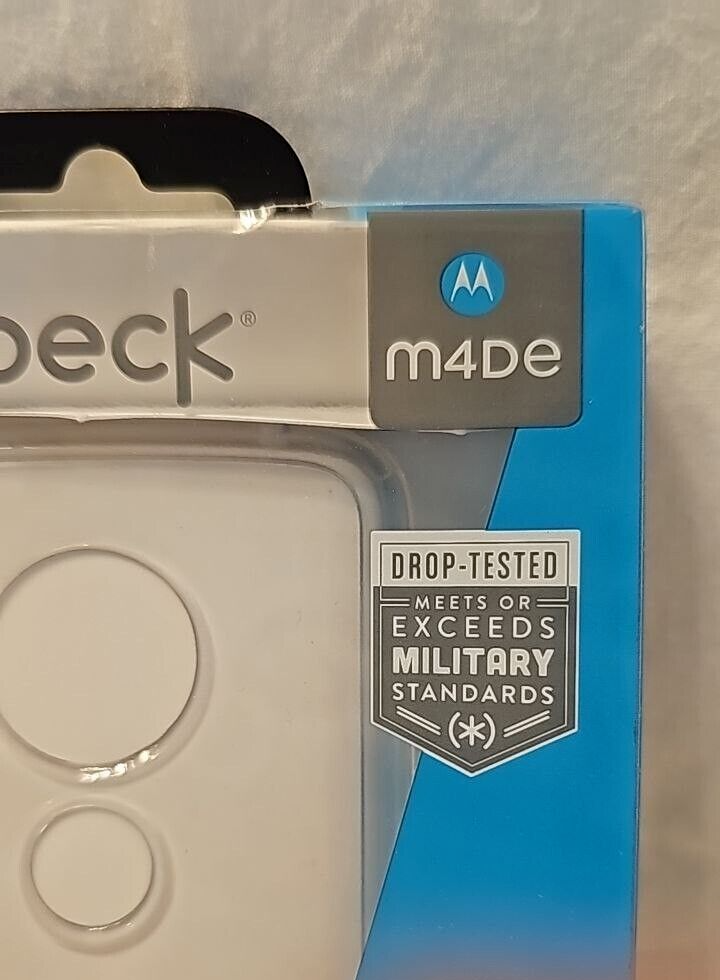 peck®
m4De
DROP-TESTED
MEETS OR
EXCEEDS
MILITARY
STANDARDS
(*)